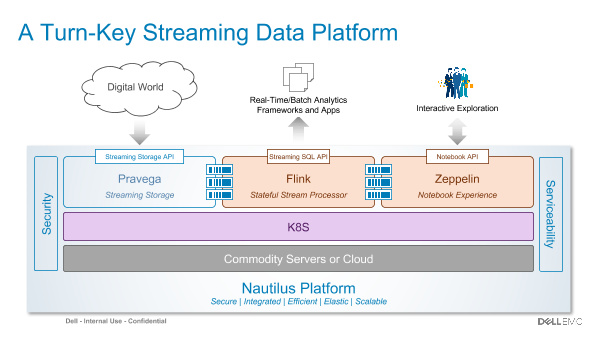 A Turn-Key Streaming Data Platform
Digital World
Real-Time/Batch Analytics
Frameworks and Apps
Interactive Exploration
Streaming Storage API
Streaming SQL API
Notebook API
Security
Pravega
Streaming Storage
Flink
Stateful Stream Processor
Zeppelin
Notebook Experience
Serviceability
K8S
Commodity Servers or Cloud
Nautilus Platform
Secure | Integrated | Efficient | Elastic | Scalable
Dell - Internal Use - Confidential
DELLEMC